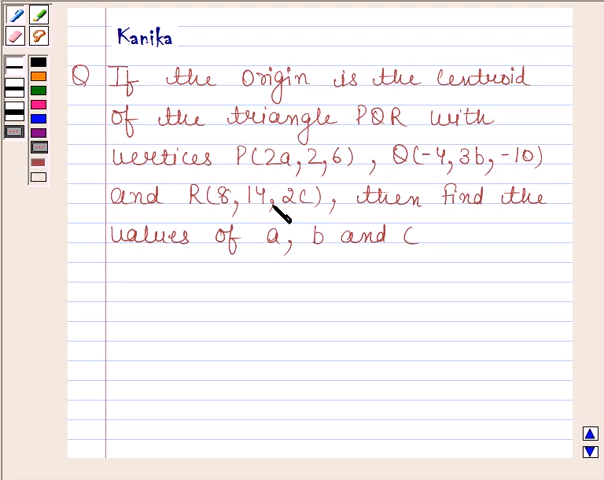 Kanika
Q If the origin is the centroid
of the triangle PQR with
vertices P(2a, 2, 6) , Q(-4, 3b, -10)
and R(8, 14, 2c), then find the
values of a, b and c